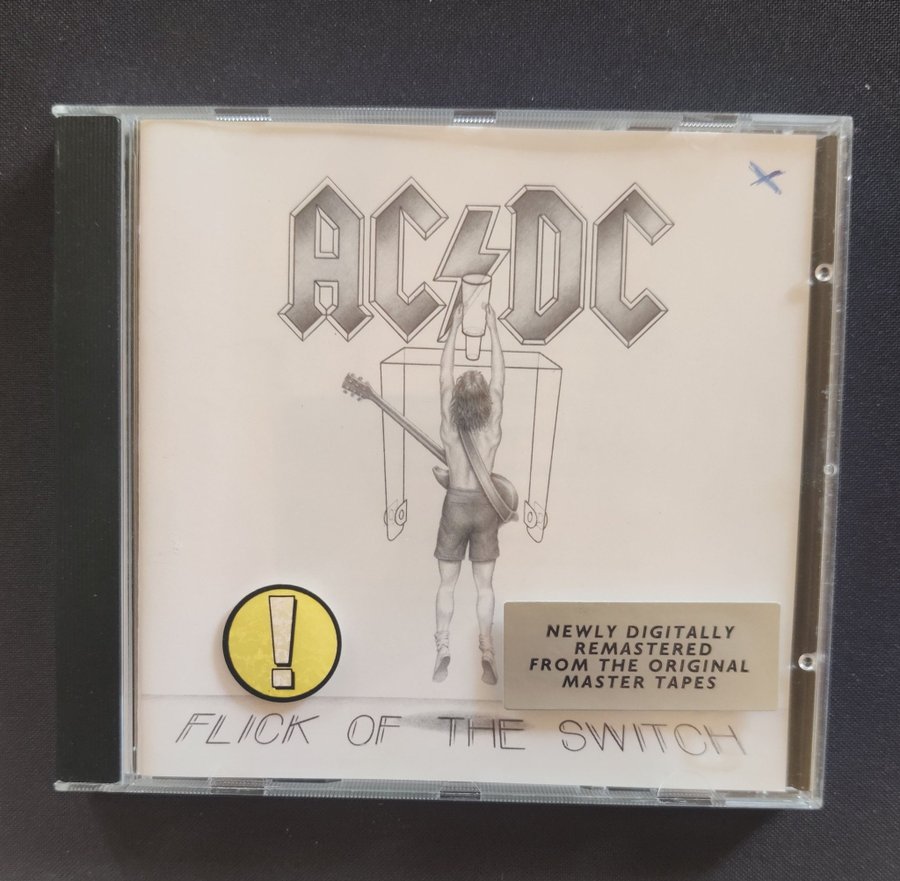 AC⚡DC
!
NEWLY DIGITALLY
REMASTERED
FROM THE ORIGINAL
MASTER TAPES
FLICK OF THE SWITCH